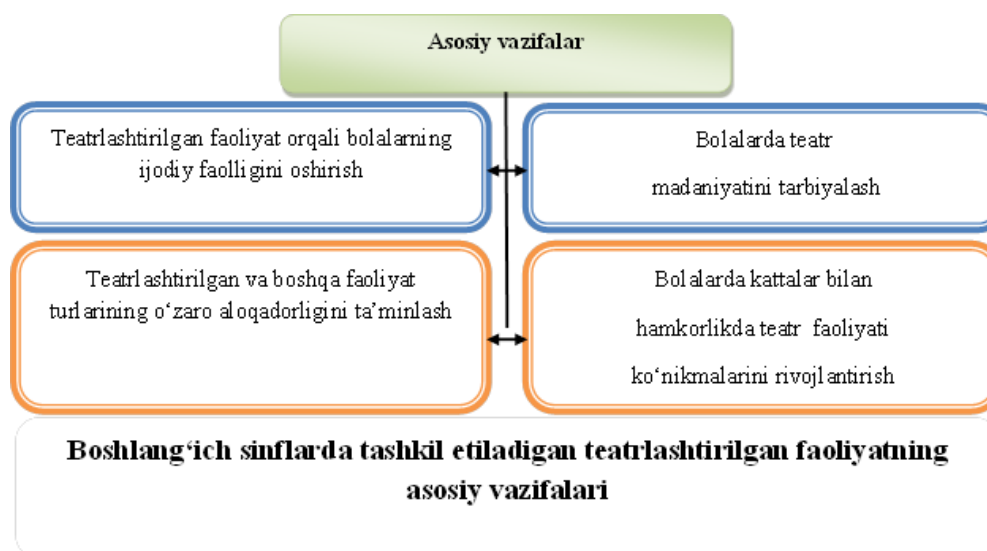 Asosiy vazifalar
Teatrlashtirilgan faoliyat orqali bolalarning
ijodiy faolligini oshirish
Bolalarda teatr
madaniyatini tarbiyalash
Teatrlashtirilgan va boshqa faoliyat
turlarining o‘zaro aloqadorligini ta’minlash
Bolalarda kattalar bilan
hamkorlikda teatr faoliyati
ko‘nikmalarini rivojlantirish
Boshlang‘ich sinflarda tashkil etiladigan teatrlashtirilgan faoliyatning
asosiy vazifalari